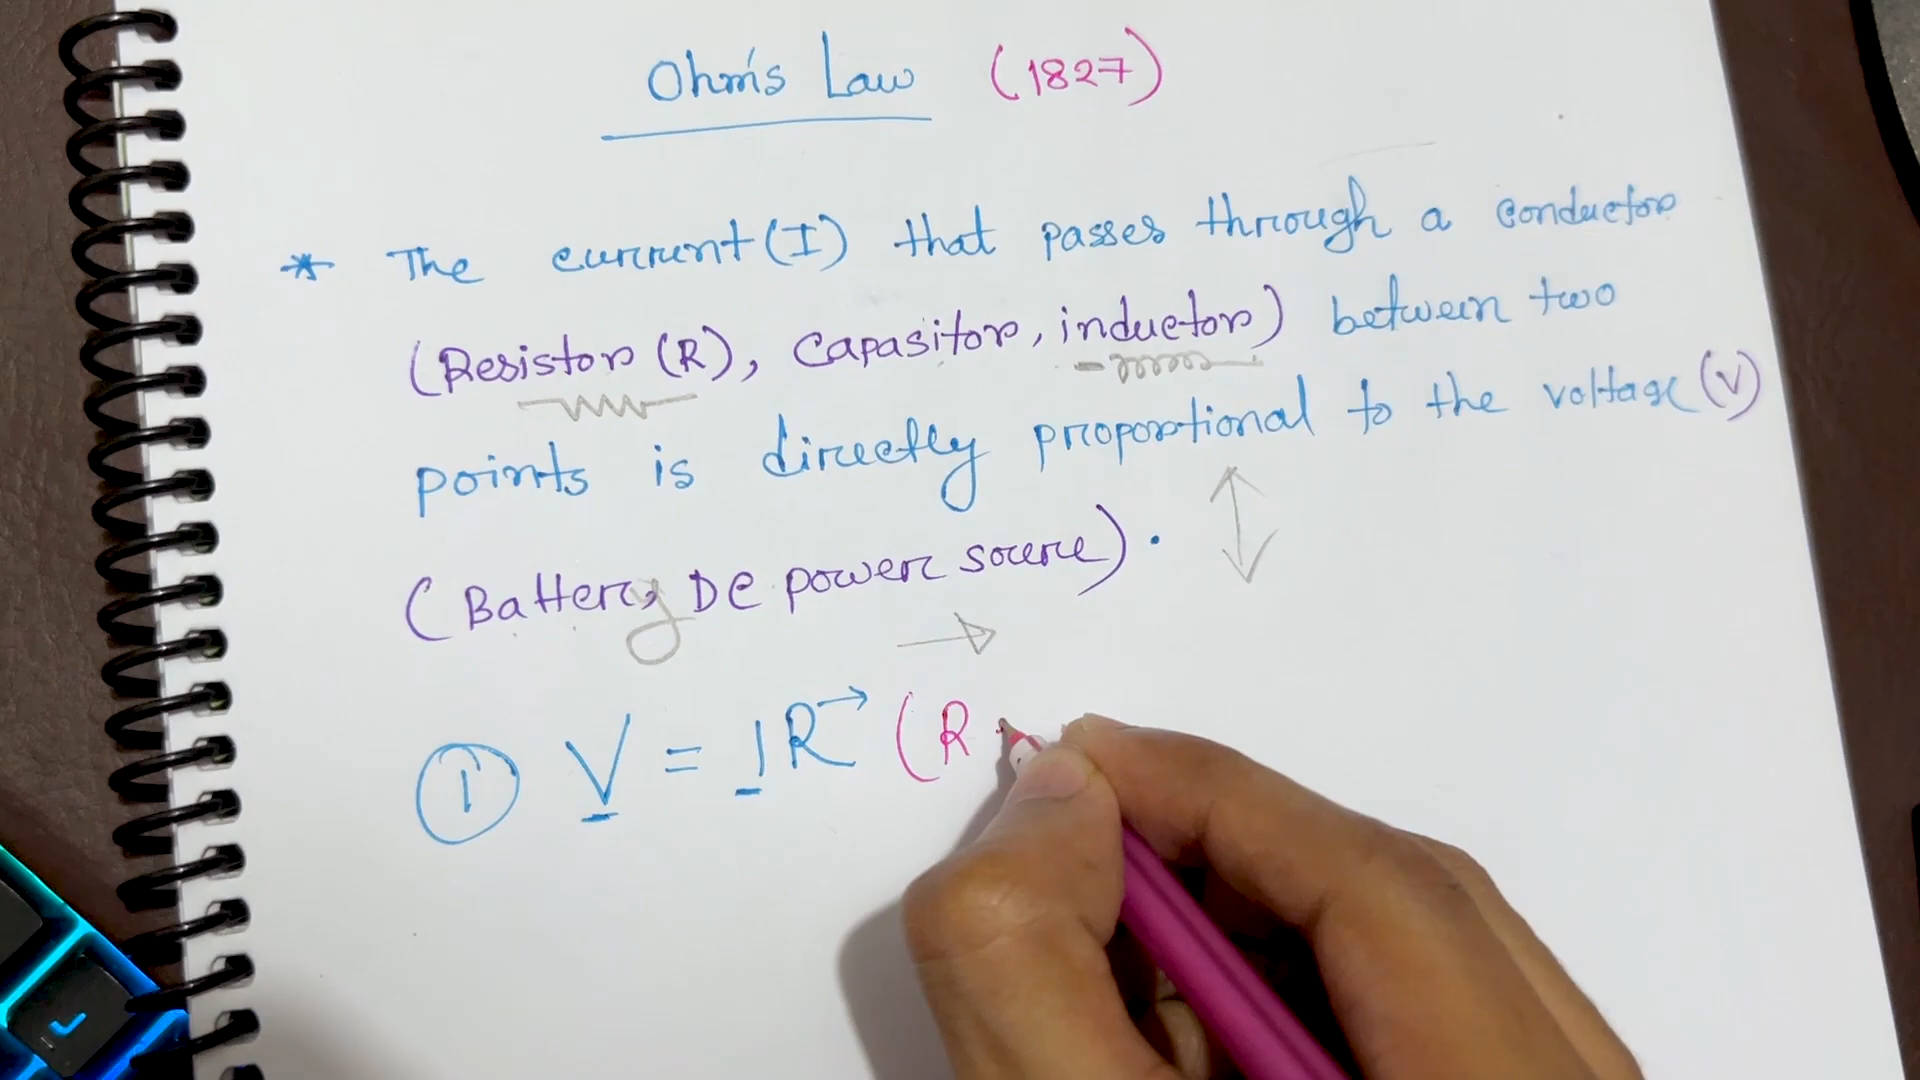 Ohm's Law (1827)
* The current (I) that passes through a conductor
(Resistor (R), Capasitor, inductor) between two
points is directly proportional to the voltage (V)
(Battery, DC power source).
1 V = IR → (R